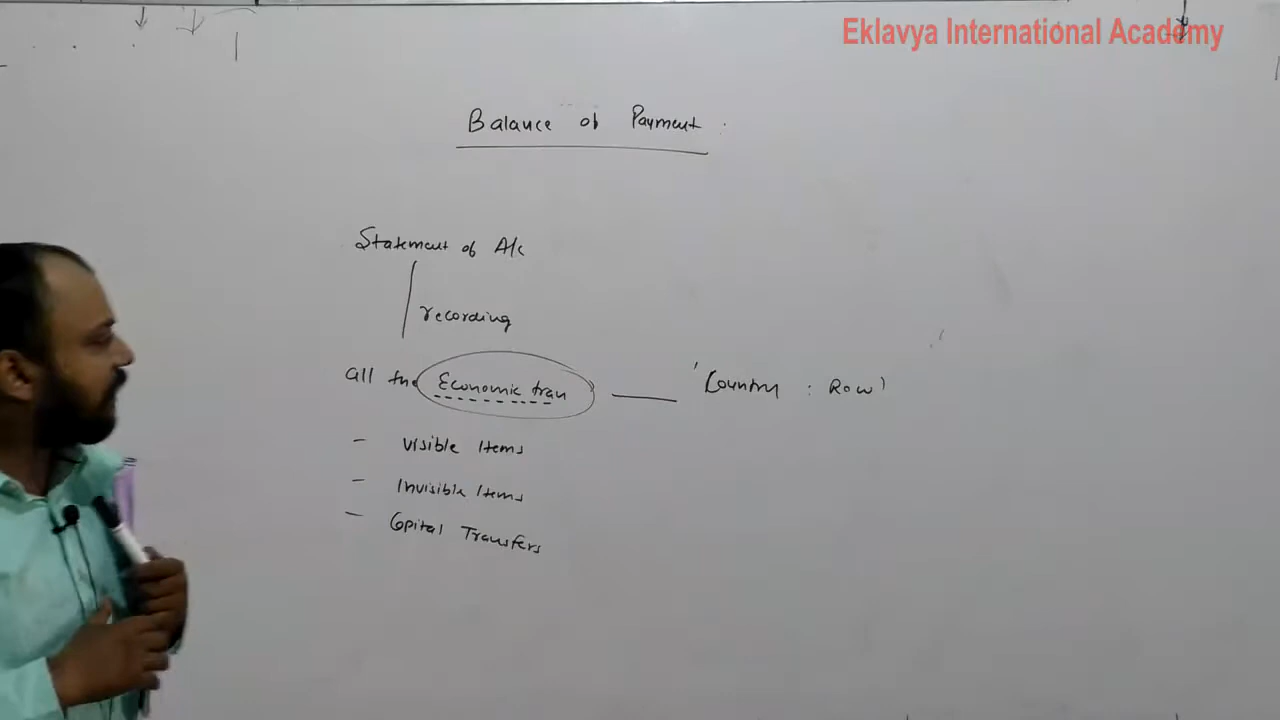 Eklavya International Academy
Balance of Payment
Statement of A/c
recording
all the Economic tran ——— 'Country : Row'
- Visible Items
- Invisible Items
- Capital Transfers